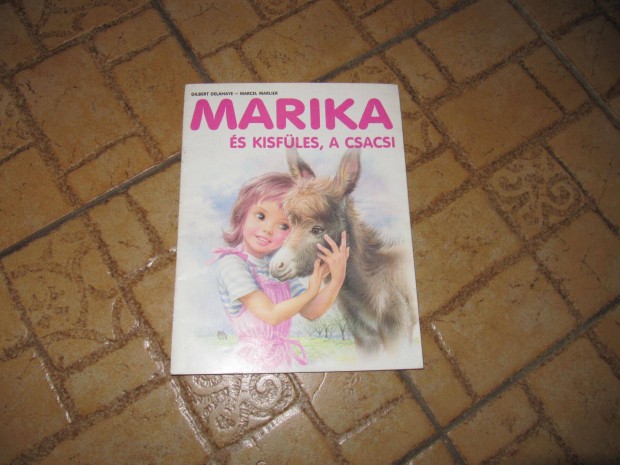 GILBERT DELAHAYE – MARCEL MARLIER
MARIKA
ÉS KISFÜLES, A CSACSI